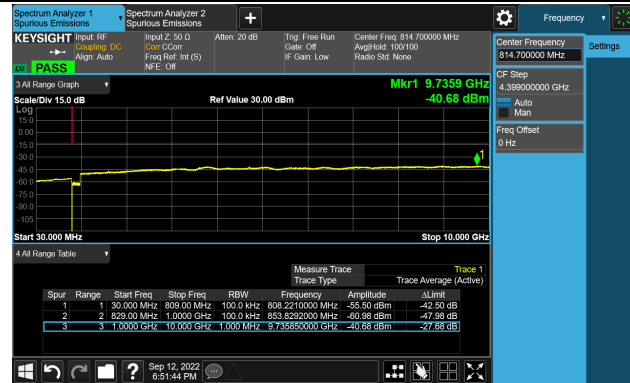 Spectrum Analyzer 1
Spurious Emissions
Spectrum Analyzer 2
Spurious Emissions
Frequency
KEYSIGHT
Input: RF
Coupling: DC
Align: Auto
Input Z: 50 Ω
Corr CCorr
Freq Ref: Int (S)
NFE: Off
Atten: 20 dB
Trig: Free Run
Gate: Off
IF Gain: Low
Center Freq: 814.700000 MHz
Avg|Hold: 100/100
Radio Std: None
LXI
PASS
Center Frequency
814.700000 MHz
Settings
CF Step
4.399000000 GHz
Auto
Man
Freq Offset
0 Hz
3 All Range Graph
Mkr1 9.7359 GHz
Scale/Div 15.0 dB
Ref Value 30.00 dBm
-40.68 dBm
Log
15.0
0.00
-15.0
-30.0
-45.0
-60.0
-75.0
-90.0
-105
1
Start 30.000 MHz
Stop 10.000 GHz
4 All Range Table
Measure Trace Trace 1
Trace Type Trace Average (Active)
Spur Range Start Freq Stop Freq RBW Frequency Amplitude ΔLimit
1 1 30.000 MHz 809.00 MHz 100.0 kHz 808.2210000 MHz -55.50 dBm -42.50 dB
2 2 829.00 MHz 1.0000 GHz 100.0 kHz 853.8292000 MHz -60.98 dBm -47.98 dB
3 3 1.0000 GHz 10.000 GHz 1.000 MHz 9.735850000 GHz -40.68 dBm -27.68 dB
Sep 12, 2022
6:51:44 PM